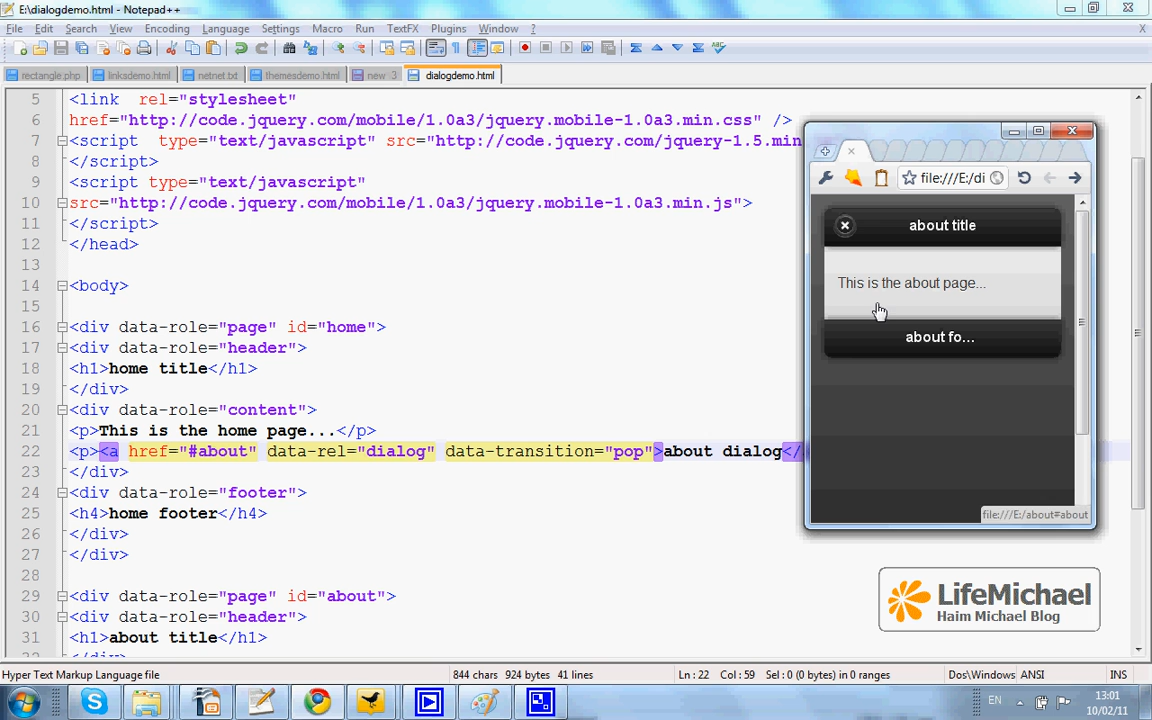 E:\dialogdemo.html - Notepad++
File Edit Search View Encoding Language Settings Macro Run TextFX Plugins Window ?
X
rectangle.php linksdemo.html netnet.txt themesdemo.html new 3 dialogdemo.html
5 <link rel="stylesheet"
6 href="http://code.jquery.com/mobile/1.0a3/jquery.mobile-1.0a3.min.css" />
7 <script type="text/javascript" src="http://code.jquery.com/jquery-1.5.min
8 </script>
9 <script type="text/javascript"
10 src="http://code.jquery.com/mobile/1.0a3/jquery.mobile-1.0a3.min.js">
11 </script>
12 </head>
13
14 <body>
15
16 <div data-role="page" id="home">
17 <div data-role="header">
18 <h1>home title</h1>
19 </div>
20 <div data-role="content">
21 <p>This is the home page...</p>
22 <p><a href="#about" data-rel="dialog" data-transition="pop">about dialog</
23 </div>
24 <div data-role="footer">
25 <h4>home footer</h4>
26 </div>
27 </div>
28
29 <div data-role="page" id="about">
30 <div data-role="header">
31 <h1>about title</h1>
32 </div>
file:///E:/di
about title
This is the about page...
about fo...
file:///E:/about#about
LifeMichael
Haim Michael Blog
Hyper Text Markup Language file 844 chars 924 bytes 41 lines Ln : 22 Col : 59 Sel : 0 (0 bytes) in 0 ranges Dos\Windows ANSI INS
EN 13:01
10/02/11